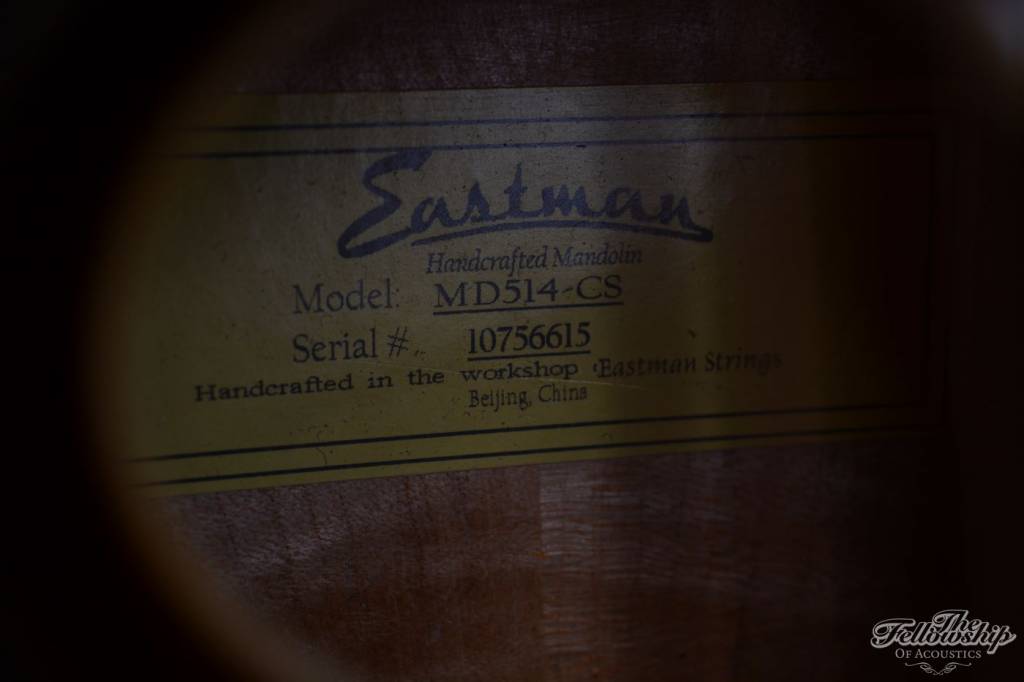 Eastman
Handcrafted Mandolin
Model: MD514-CS
Serial # 10756615
Handcrafted in the workshop Eastman Strings
Beijing, China
The
Fellowship
OF ACOUSTICS